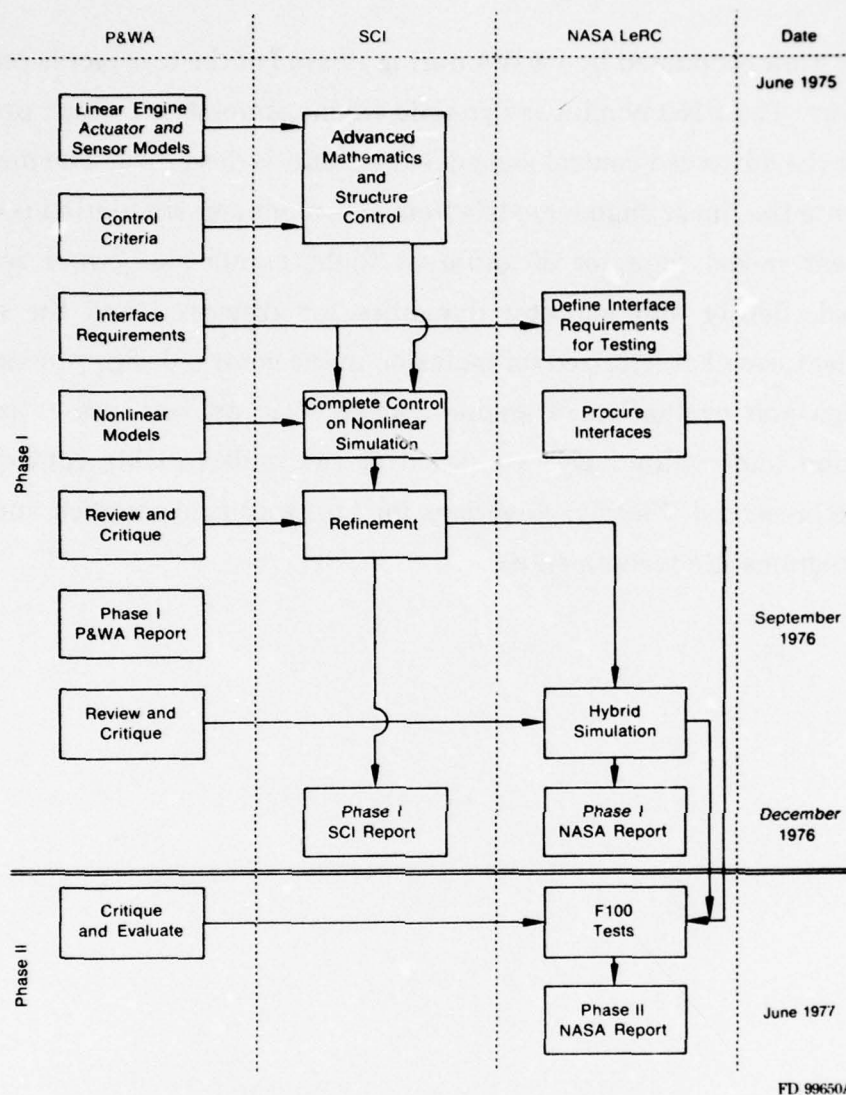 P&WA
SCI
NASA LeRC
Date
June 1975
Linear Engine
Actuator and
Sensor Models
Advanced
Mathematics
and
Structure
Control
Control
Criteria
Interface
Requirements
Define Interface
Requirements
for Testing
Phase I
Nonlinear
Models
Complete Control
on Nonlinear
Simulation
Procure
Interfaces
Review and
Critique
Refinement
Phase I
P&WA Report
September
1976
Review and
Critique
Hybrid
Simulation
Phase I
SCI Report
Phase I
NASA Report
December
1976
Phase II
Critique
and Evaluate
F100
Tests
Phase II
NASA Report
June 1977
FD 99650A